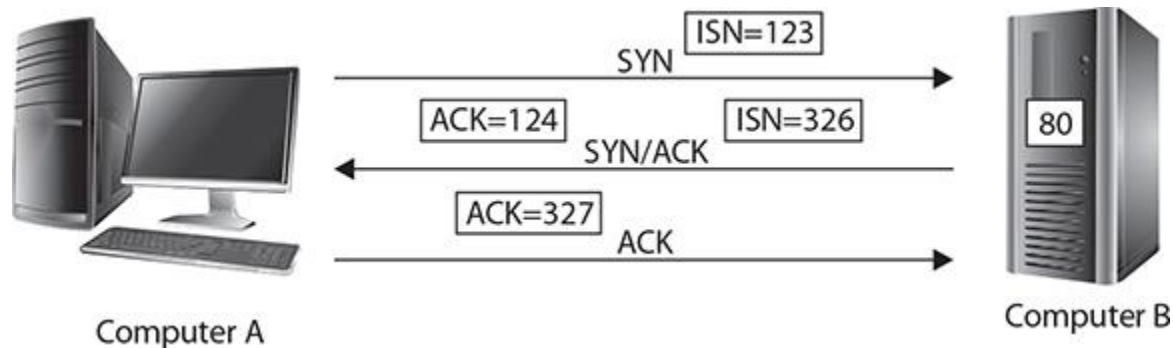 ISN=123
SYN
ACK=124
ISN=326
80
SYN/ACK
ACK=327
ACK
Computer A
Computer B